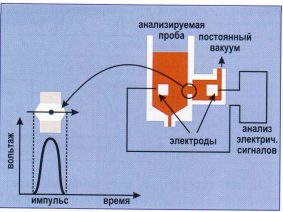 анализируемая
проба
постоянный
вакуум
электроды
анализ
электрич.
сигналов
вольтаж
импульс
время